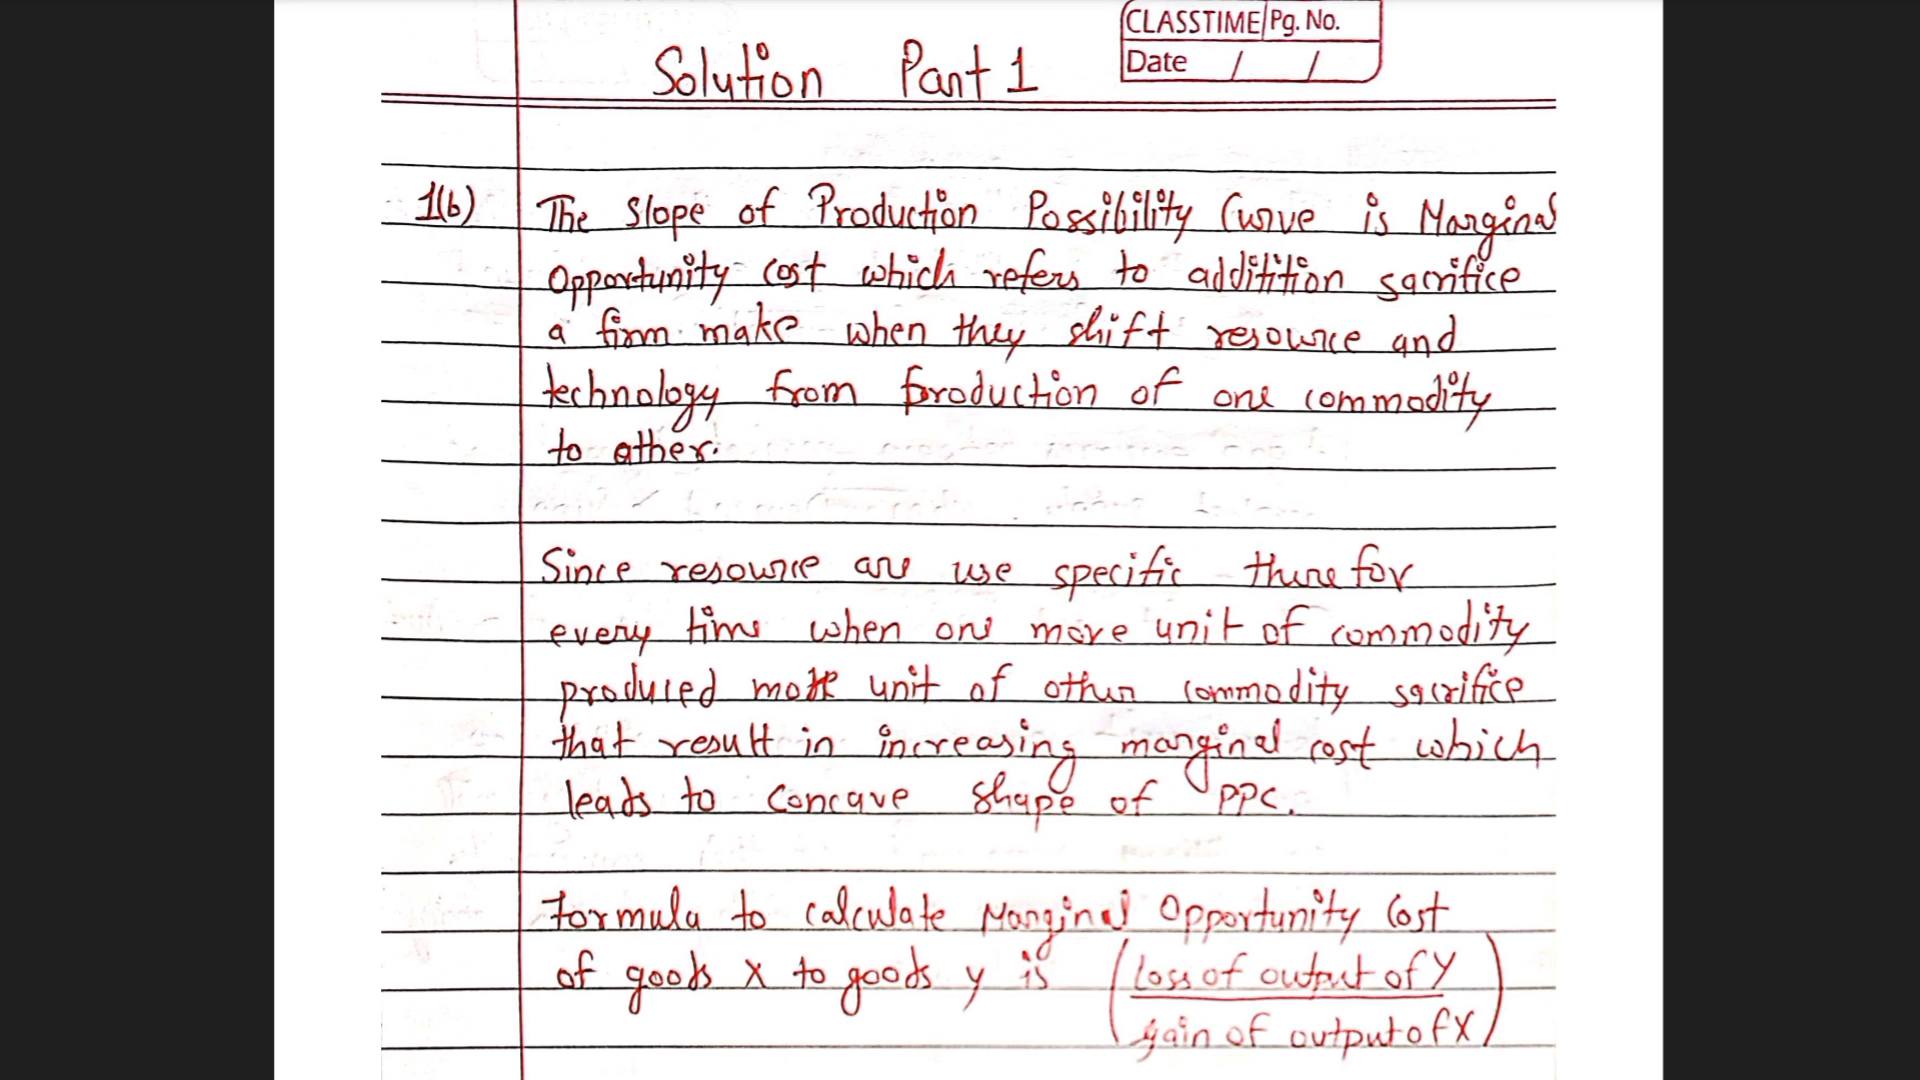 CLASSTIME Pg. No.
Date / /
Solution Part 1
1(b) The slope of Production Possibility Curve is Marginal
Opportunity cost which refers to additition sacrifice
a firm make when they shift resource and
technology from production of one commodity
to other.
Since resource are use specific therefor
every time when one more unit of commodity
produced more unit of other commodity sacrifice
that result in increasing marginal cost which
leads to concave shape of PPC.
Formula to calculate Marginal Opportunity Cost
of goods x to goods y is (loss of output of Y
gain of output of X)